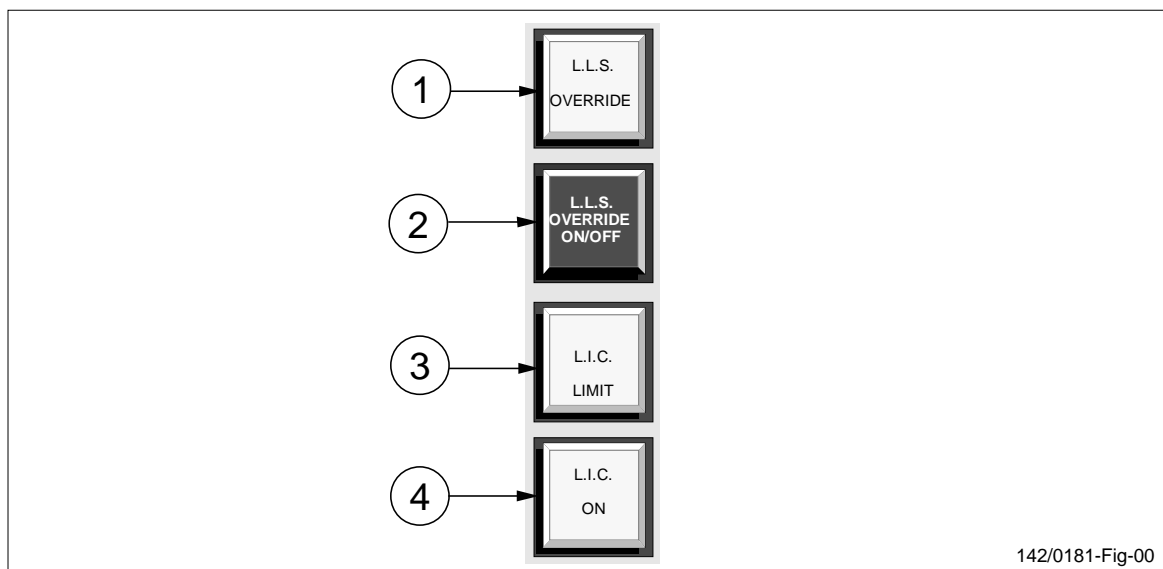 1
L.L.S.
OVERRIDE
2
L.L.S.
OVERRIDE
ON/OFF
3
L.I.C.
LIMIT
4
L.I.C.
ON
142/0181-Fig-00